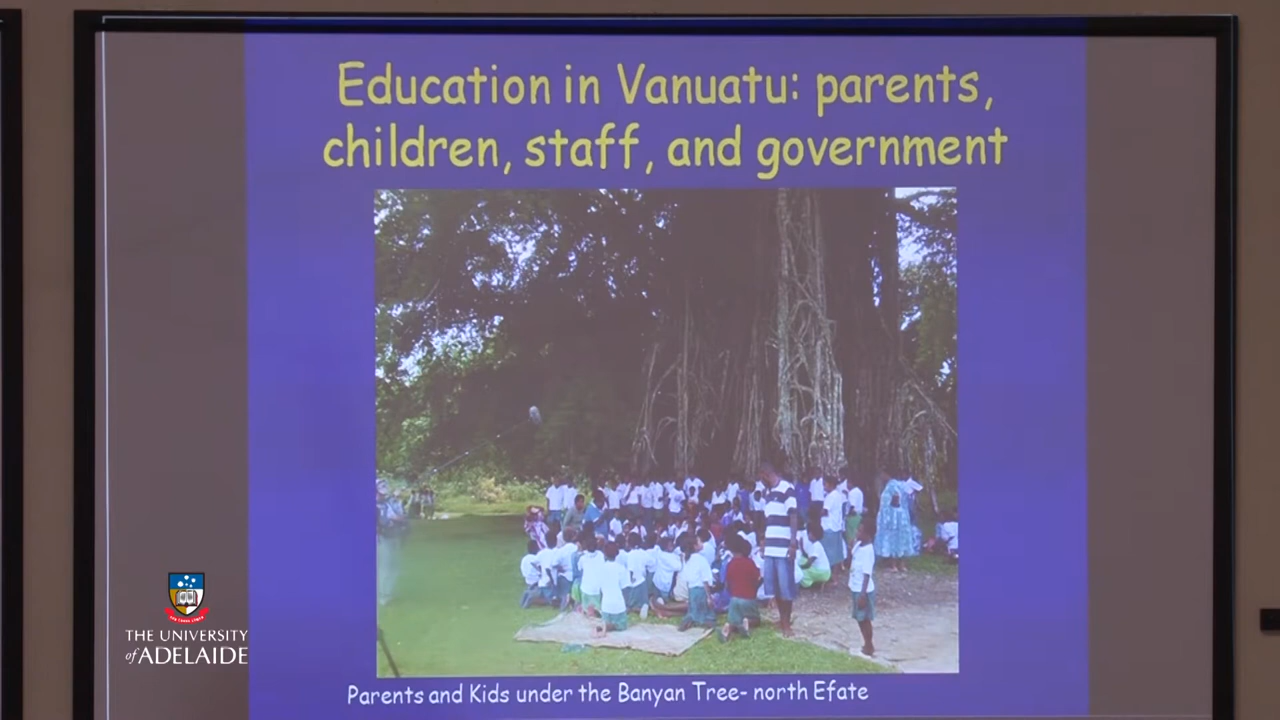 Education in Vanuatu: parents,
children, staff, and government
THE UNIVERSITY
of ADELAIDE
Parents and Kids under the Banyan Tree- north Efate